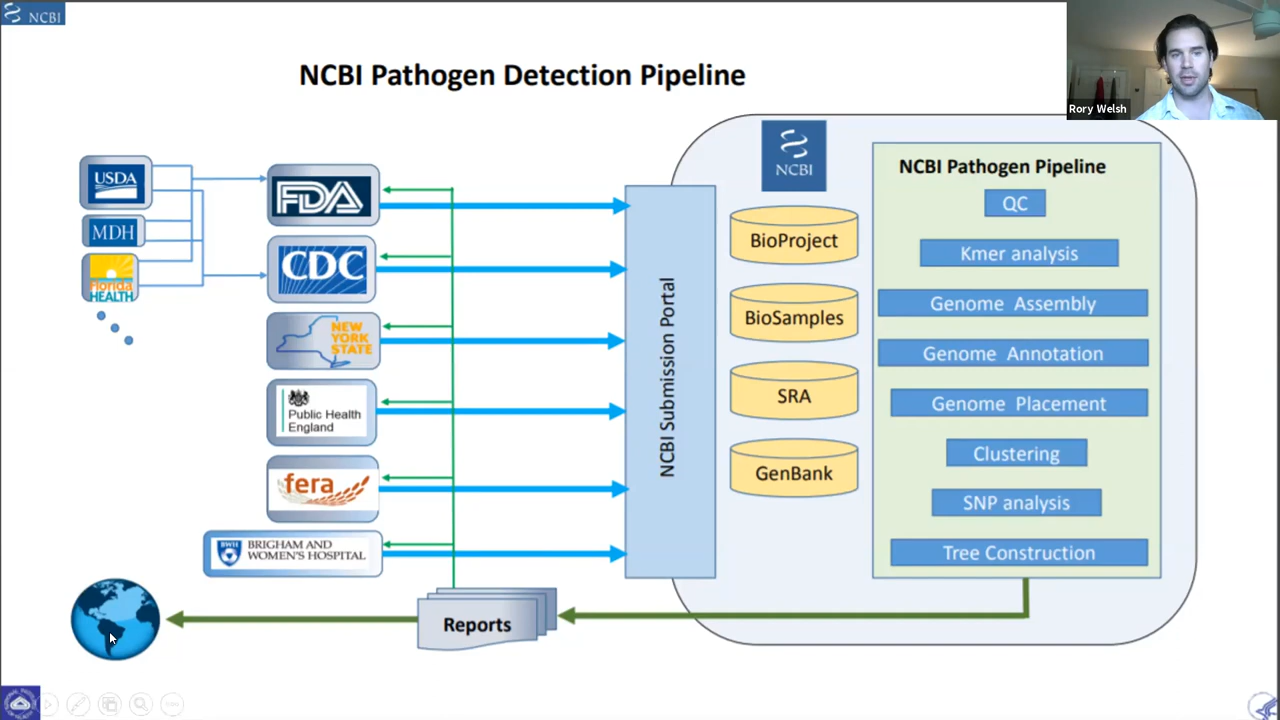 NCBI
Rory Welsh
NCBI Pathogen Detection Pipeline
USDA
MDH
Florida
HEALTH
FDA
CDC
NEW
YORK
STATE
Public Health
England
fera
BWH
BRIGHAM AND
WOMEN'S HOSPITAL
NCBI Submission Portal
NCBI
BioProject
BioSamples
SRA
GenBank
NCBI Pathogen Pipeline
QC
Kmer analysis
Genome Assembly
Genome Annotation
Genome Placement
Clustering
SNP analysis
Tree Construction
Reports